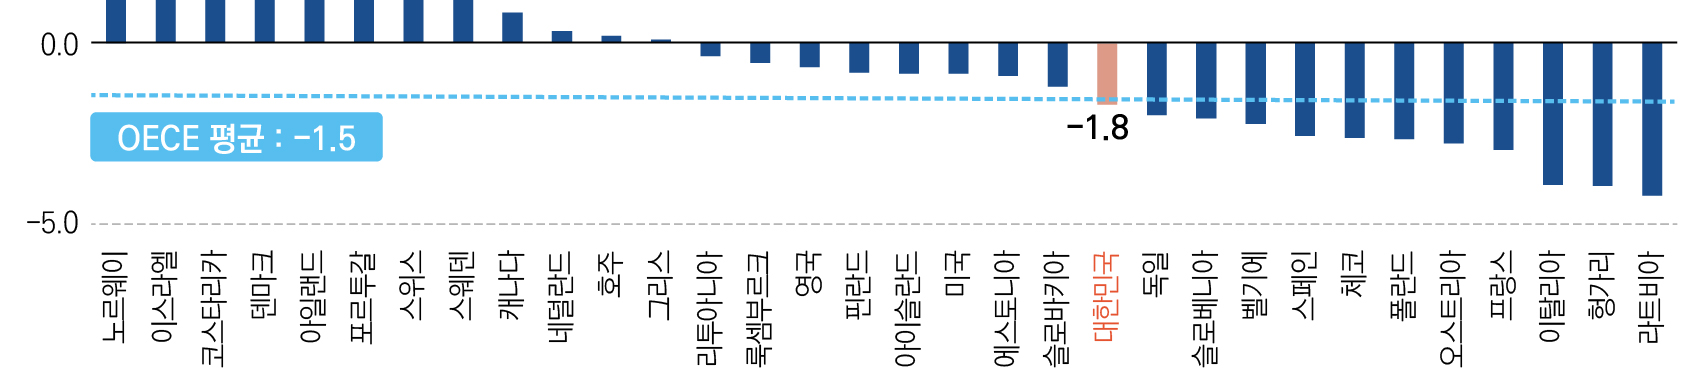 0.0
OECE 평균 : -1.5
-1.8
-5.0
노르웨이
이스라엘
코스타리카
덴마크
아일랜드
포르투갈
스위스
스웨덴
캐나다
네덜란드
호주
그리스
리투아니아
룩셈부르크
영국
핀란드
아이슬란드
미국
에스토니아
슬로바키아
대한민국
독일
슬로베니아
벨기에
스페인
체코
폴란드
오스트리아
프랑스
이탈리아
헝가리
라트비아